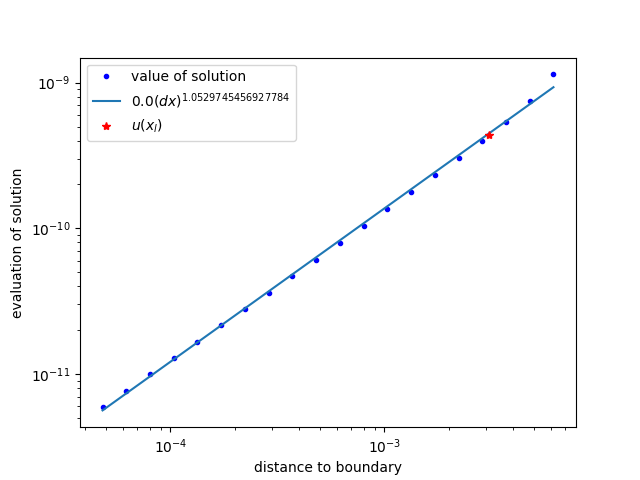 value of solution
0.0(dx)^1.0529745456927784
u(x_l)
10^-9
10^-10
10^-11
evaluation of solution
10^-4
10^-3
distance to boundary